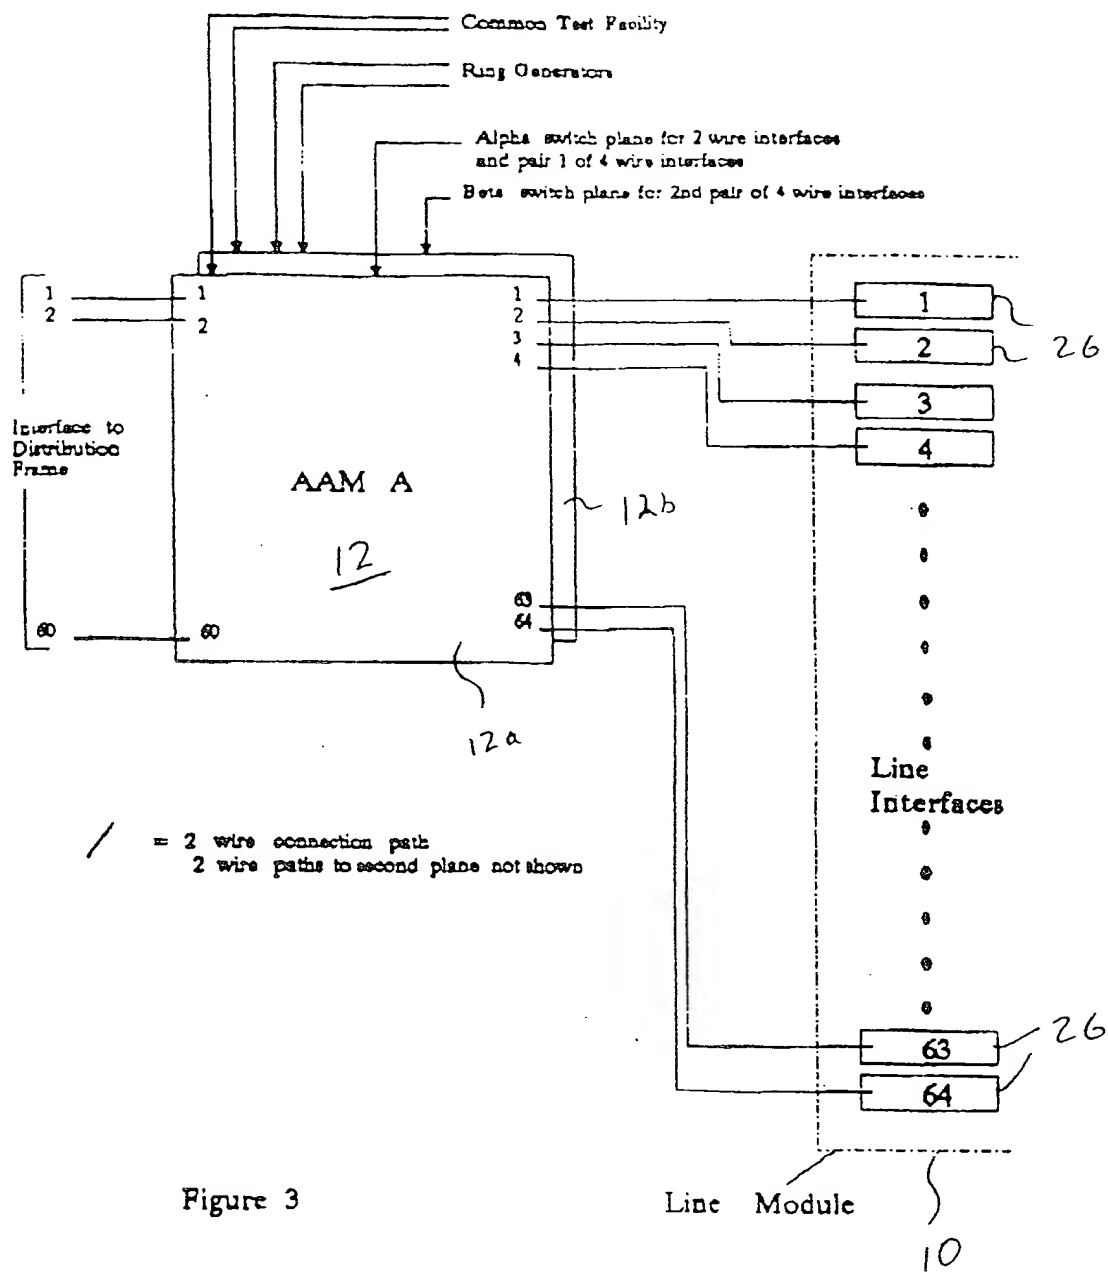 Common Test Facility
Ring Generators
Alpha switch plane for 2 wire interfaces
and pair 1 of 4 wire interfaces
Beta switch plane for 2nd pair of 4 wire interfaces
1
2
60
Interface to
Distribution
Frame
1
2
60
AAM A
12
1
2
3
4
63
64
12b
12a
1
2
3
4
26
26
Line
Interfaces
63
64
26
= 2 wire connection path
2 wire paths to second plane not shown
Figure 3
Line Module
10